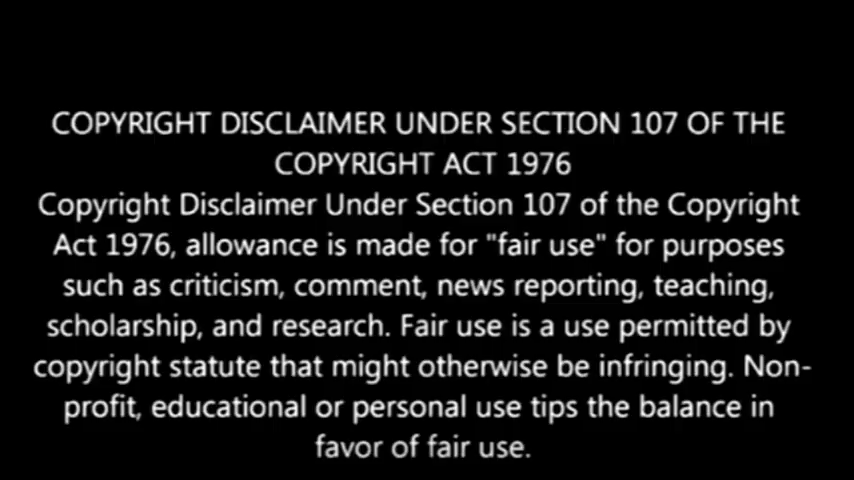 COPYRIGHT DISCLAIMER UNDER SECTION 107 OF THE
COPYRIGHT ACT 1976
Copyright Disclaimer Under Section 107 of the Copyright
Act 1976, allowance is made for "fair use" for purposes
such as criticism, comment, news reporting, teaching,
scholarship, and research. Fair use is a use permitted by
copyright statute that might otherwise be infringing. Non-
profit, educational or personal use tips the balance in
favor of fair use.